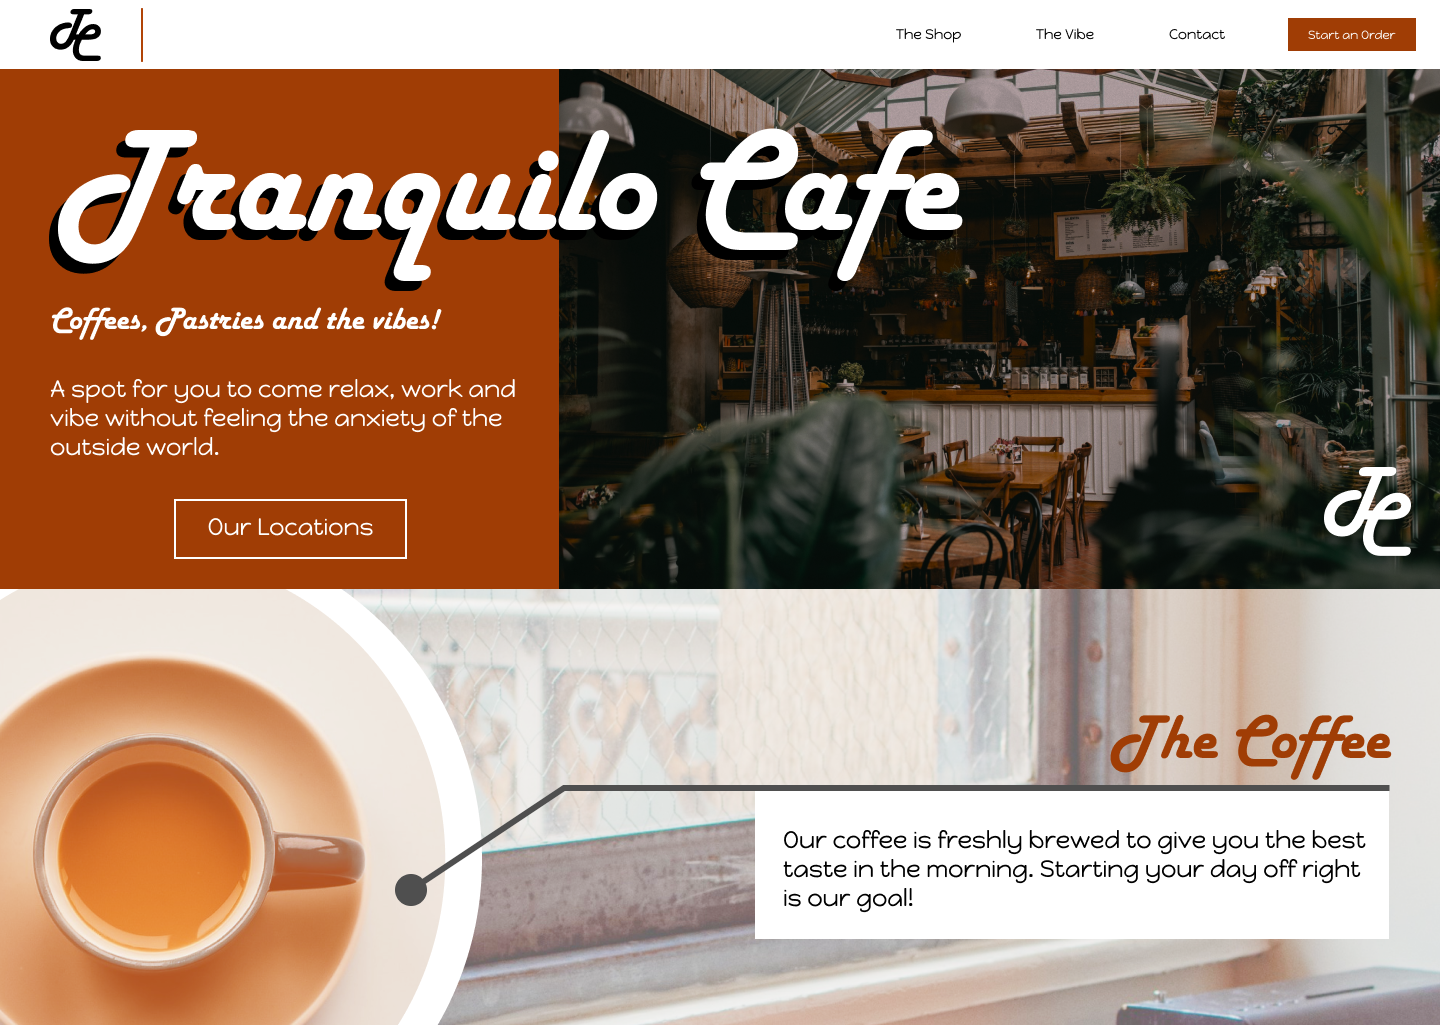 TC
The Shop
The Vibe
Contact
Start an Order
Tranquilo Cafe
Coffees, Pastries and the vibes!
A spot for you to come relax, work and
vibe without feeling the anxiety of the
outside world.
Our Locations
TC
The Coffee
Our coffee is freshly brewed to give you the best
taste in the morning. Starting your day off right
is our goal!